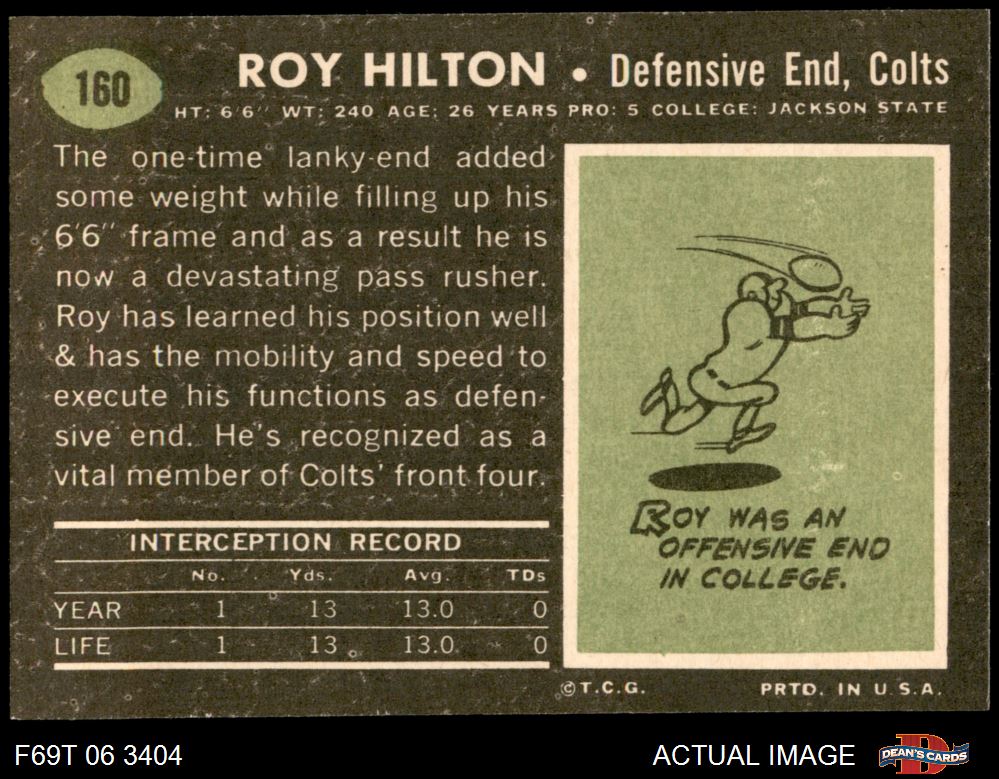 160
ROY HILTON • Defensive End, Colts
HT: 6'6" WT: 240 AGE: 26 YEARS PRO: 5 COLLEGE: JACKSON STATE
The one-time lanky-end added
some weight while filling up his
6'6" frame and as a result he is
now a devastating pass rusher.
Roy has learned his position well
& has the mobility and speed to
execute his functions as defen-
sive end. He's recognized as a
vital member of Colts' front four.
INTERCEPTION RECORD
No. Yds. Avg. TDs
YEAR 1 13 13.0 0
LIFE 1 13 13.0 0
ROY WAS AN
OFFENSIVE END
IN COLLEGE.
© T.C.G. PRTD. IN U.S.A.
F69T 06 3404 ACTUAL IMAGE DEAN'S CARDS